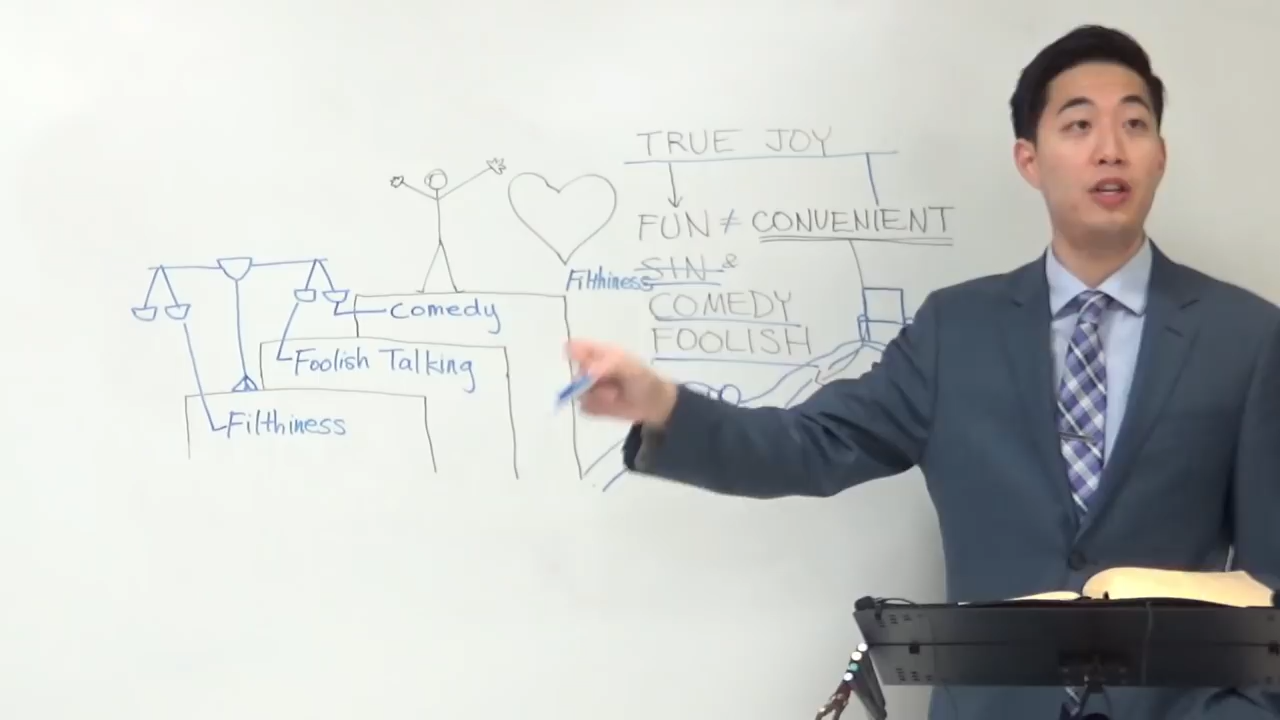 TRUE JOY
FUN ≠ CONVENIENT
SIN &
Filthiness
COMEDY
FOOLISH
Comedy
Foolish Talking
Filthiness